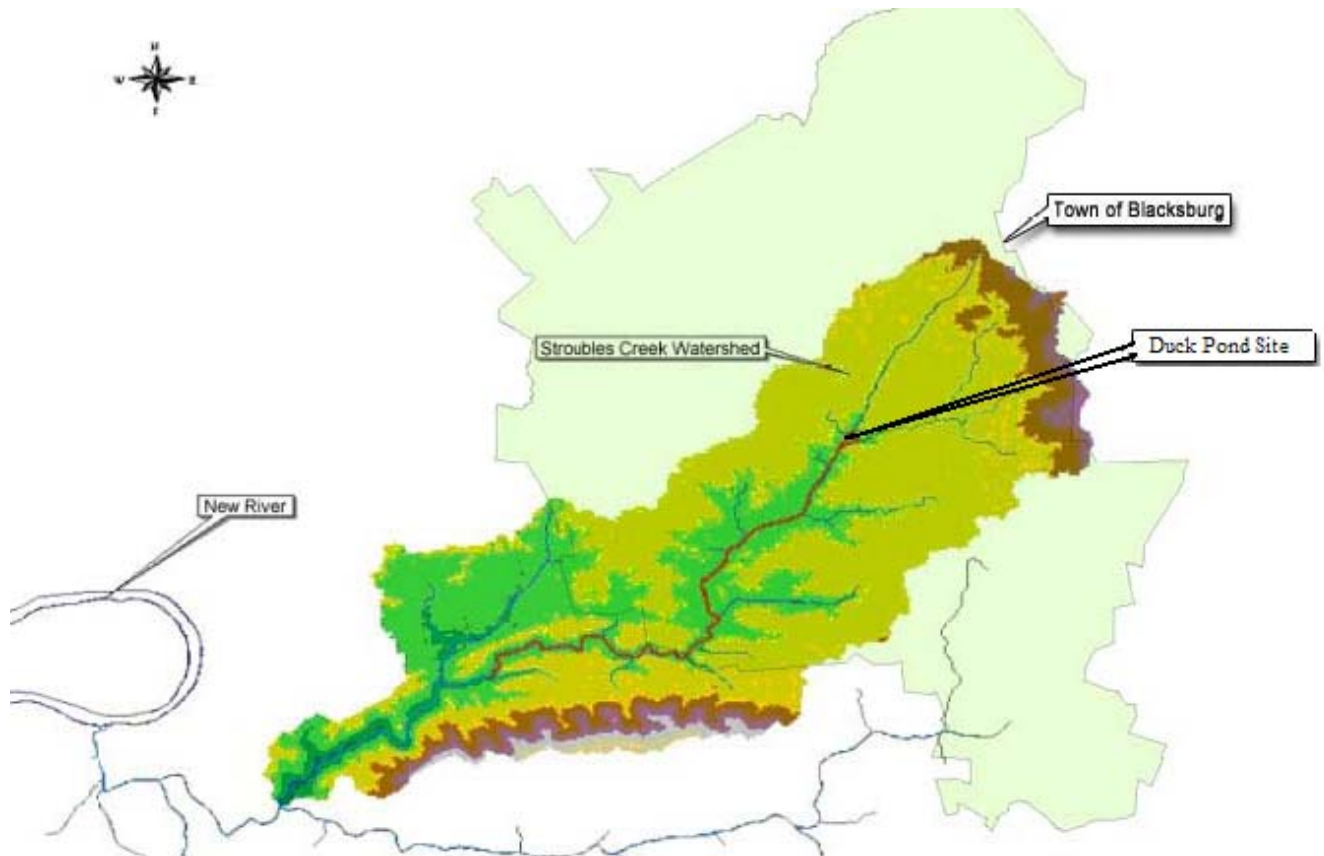 N
W E
Town of Blacksburg
Duck Pond Site
Stroubles Creek Watershed
New River